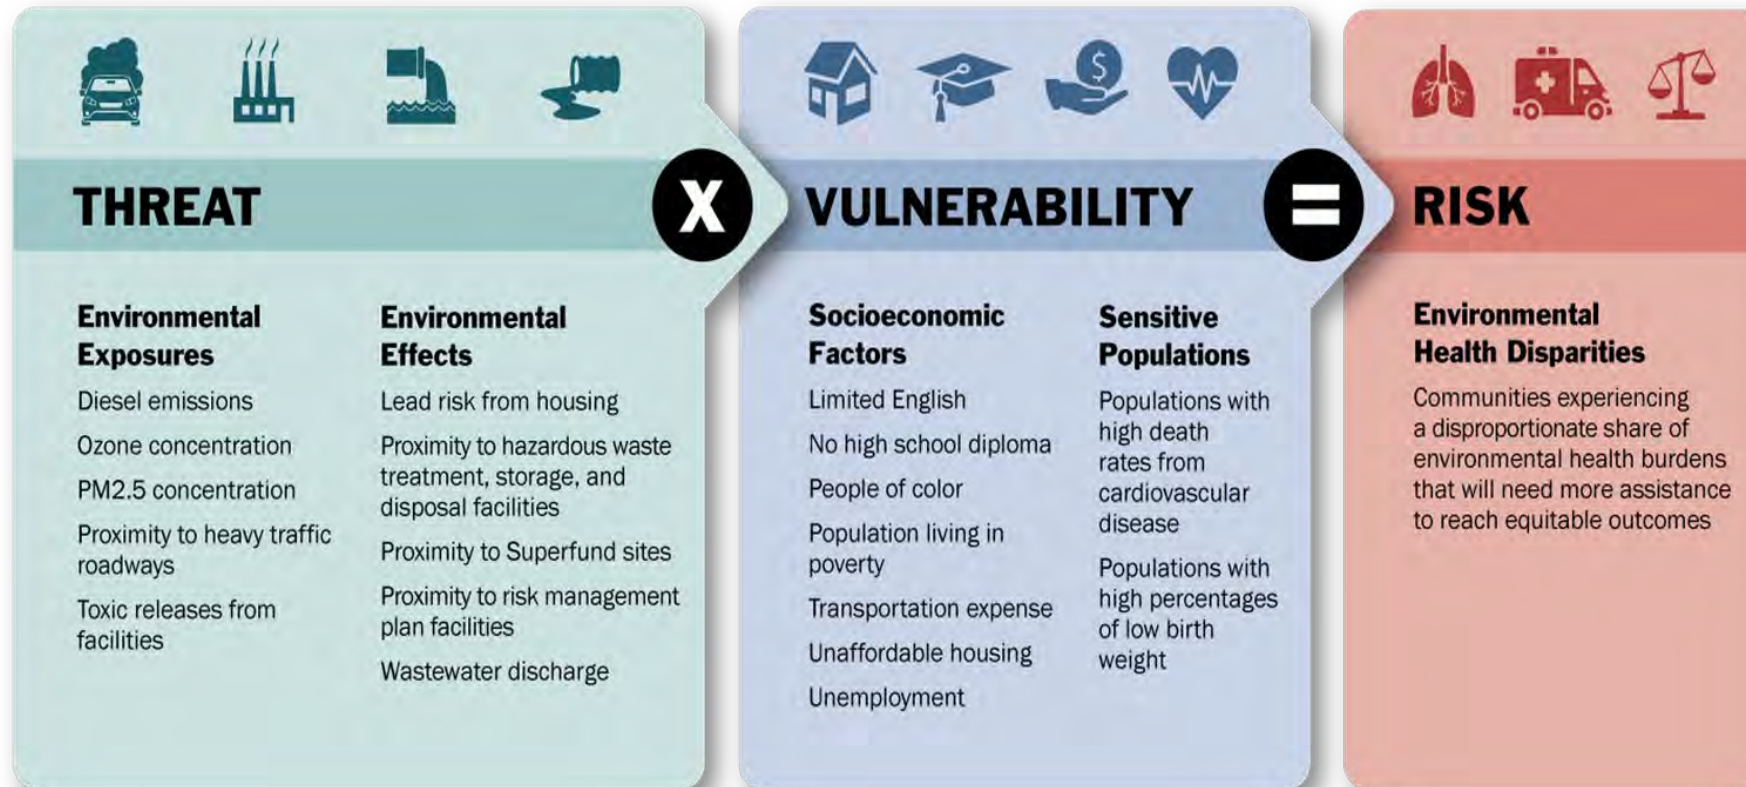 THREAT
X
VULNERABILITY
=
RISK
Environmental
Exposures
Diesel emissions
Ozone concentration
PM2.5 concentration
Proximity to heavy traffic
roadways
Toxic releases from
facilities
Environmental
Effects
Lead risk from housing
Proximity to hazardous waste
treatment, storage, and
disposal facilities
Proximity to Superfund sites
Proximity to risk management
plan facilities
Wastewater discharge
Socioeconomic
Factors
Limited English
No high school diploma
People of color
Population living in
poverty
Transportation expense
Unaffordable housing
Unemployment
Sensitive
Populations
Populations with
high death
rates from
cardiovascular
disease
Populations with
high percentages
of low birth
weight
Environmental
Health Disparities
Communities experiencing
a disproportionate share of
environmental health burdens
that will need more assistance
to reach equitable outcomes
$